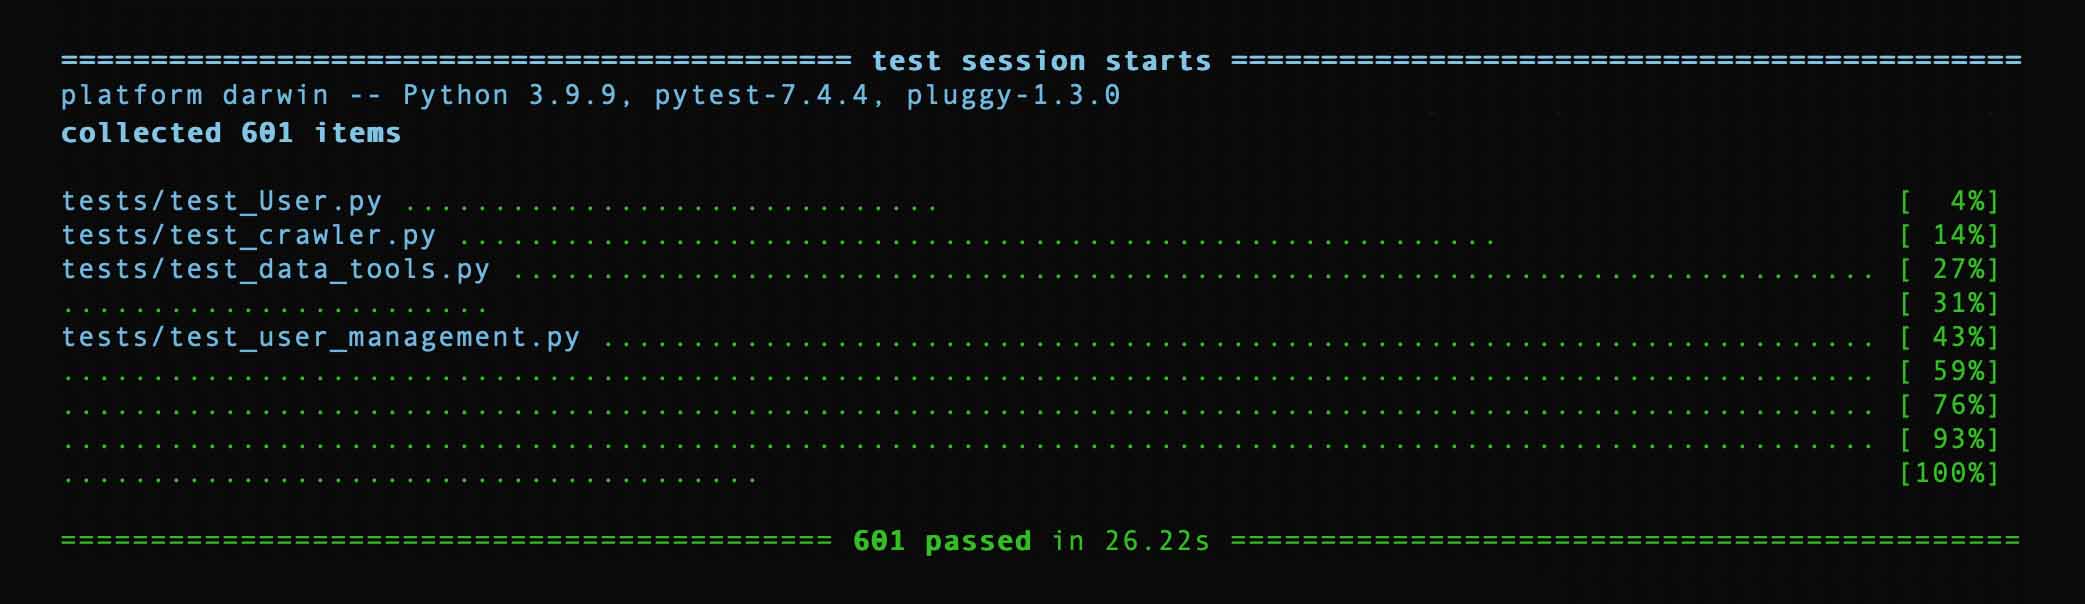 ============================================ test session starts ============================================
platform darwin -- Python 3.9.9, pytest-7.4.4, pluggy-1.3.0
collected 601 items
tests/test_User.py .............................. [  4%]
tests/test_crawler.py .......................................................... [ 14%]
tests/test_data_tools.py ............................................................................ [ 27%]
........................ [ 31%]
tests/test_user_management.py ....................................................................... [ 43%]
..................................................................................................... [ 59%]
..................................................................................................... [ 76%]
..................................................................................................... [ 93%]
....................................... [100%]
=========================================== 601 passed in 26.22s ============================================